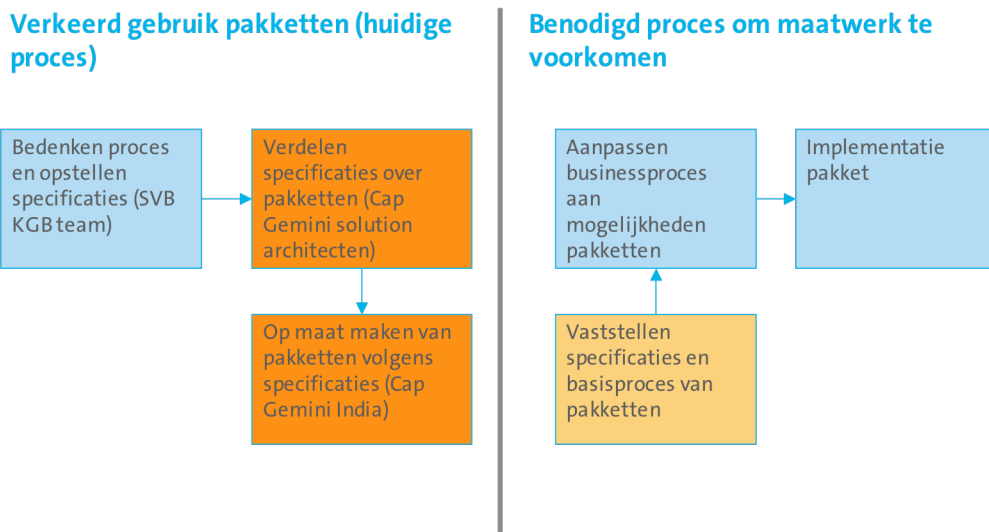 Verkeerd gebruik pakketten (huidige
proces)
Bedenken proces
en opstellen
specificaties (SVB
KGB team)
Verdelen
specificaties over
pakketten (Cap
Gemini solution
architecten)
Op maat maken van
pakketten volgens
specificaties (Cap
Gemini India)
Benodigd proces om maatwerk te
voorkomen
Aanpassen
businessproces
aan
mogelijkheden
pakketten
Implementatie
pakket
Vaststellen
specificaties en
basisproces van
pakketten